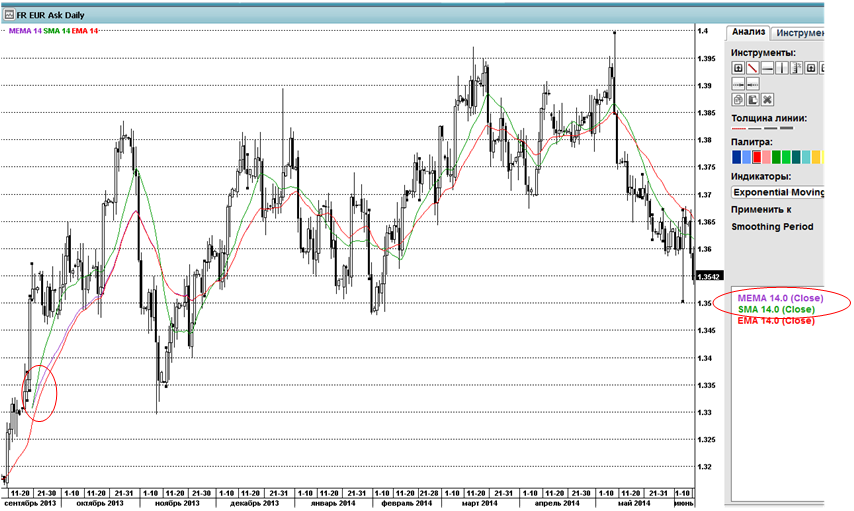 FR EUR Ask Daily
MEMA 14 SMA 14 EMA 14
1.4
1.395
1.39
1.385
1.38
1.375
1.37
1.365
1.36
1.3542
1.35
1.345
1.34
1.335
1.33
1.325
1.32
11-20 21-30 1-10 11-20 21-31 1-10 11-20 21-30 1-10 11-20 21-31 1-10 11-20 21-31 1-10 11-20 21-28 1-10 11-20 21-31 1-10 11-20 21-30 1-10 11-20 21-31 1-10
сентябрь 2013 октябрь 2013 ноябрь 2013 декабрь 2013 январь 2014 февраль 2014 март 2014 апрель 2014 май 2014 июнь
Анализ Инструмен
Инструменты:
Толщина линии:
Палитра:
Индикаторы:
Exponential Moving
Применить к
Smoothing Period
MEMA 14.0 (Close)
SMA 14.0 (Close)
EMA 14.0 (Close)